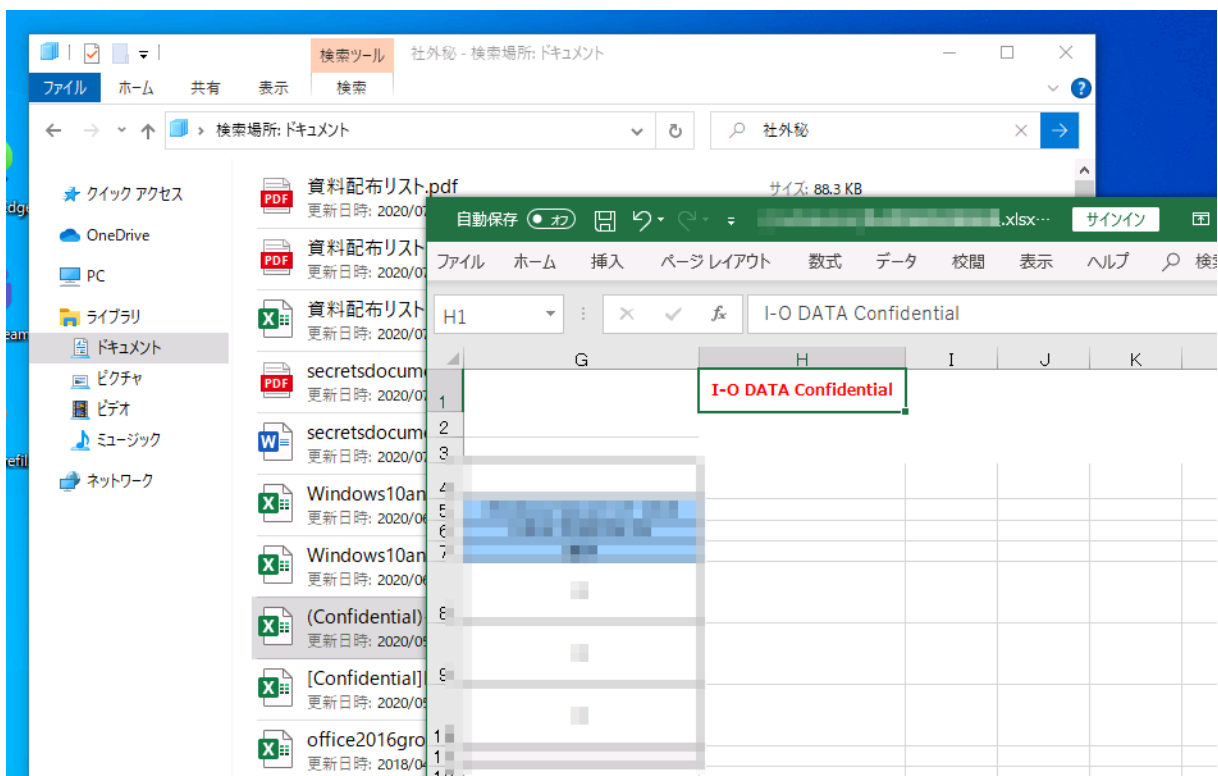 検索ツール 社外秘 - 検索場所: ドキュメント
ファイル ホーム 共有 表示 検索
検索場所: ドキュメント 社外秘
クイック アクセス
OneDrive
PC
ライブラリ
ドキュメント
ピクチャ
ビデオ
ミュージック
ネットワーク
資料配布リスト.pdf
サイズ: 88.3 KB
更新日時: 2020/07
資料配布リスト
更新日時: 2020/07
資料配布リスト
更新日時: 2020/07
secretsdocum
更新日時: 2020/07
secretsdocum
更新日時: 2020/07
Windows10an
更新日時: 2020/06
Windows10an
更新日時: 2020/06
(Confidential)
更新日時: 2020/05
[Confidential]
更新日時: 2020/05
office2016gro
更新日時: 2018/04
自動保存 オフ .xlsx… サインイン
ファイル ホーム 挿入 ページ レイアウト 数式 データ 校閲 表示 ヘルプ
H1 fx I-O DATA Confidential
G H I J K
1 I-O DATA Confidential
2
3
4
5
6
7
8
9